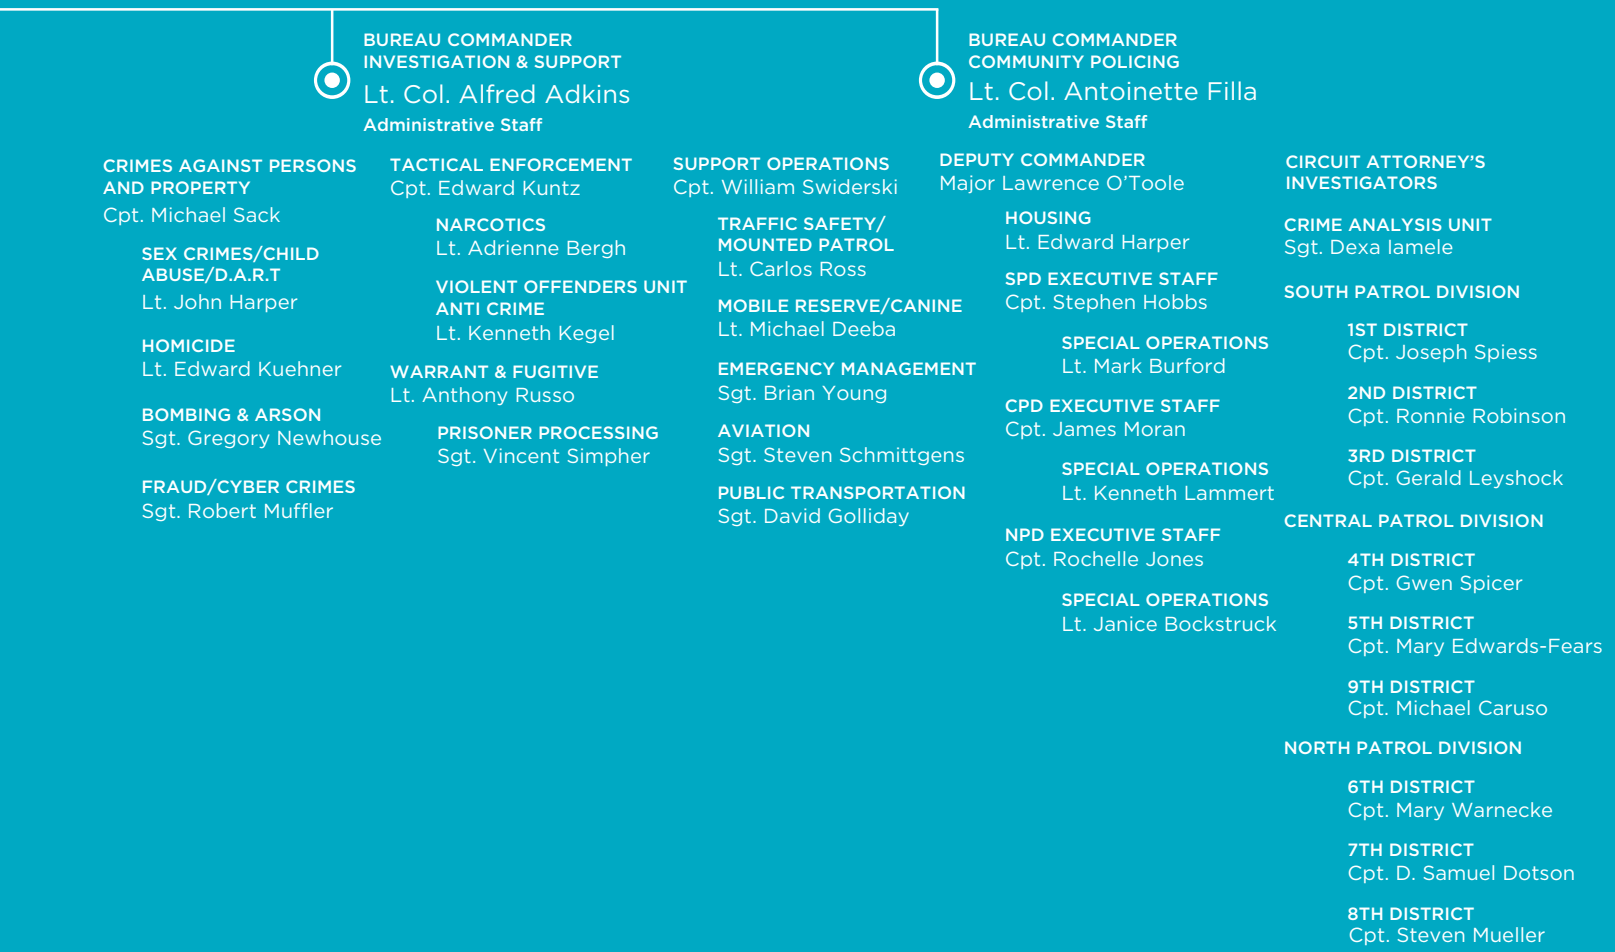 BUREAU COMMANDER
INVESTIGATION & SUPPORT
Lt. Col. Alfred Adkins
Administrative Staff
CRIMES AGAINST PERSONS
AND PROPERTY
Cpt. Michael Sack
SEX CRIMES/CHILD
ABUSE/D.A.R.T
Lt. John Harper
HOMICIDE
Lt. Edward Kuehner
BOMBING & ARSON
Sgt. Gregory Newhouse
FRAUD/CYBER CRIMES
Sgt. Robert Muffler
TACTICAL ENFORCEMENT
Cpt. Edward Kuntz
NARCOTICS
Lt. Adrienne Bergh
VIOLENT OFFENDERS UNIT
ANTI CRIME
Lt. Kenneth Kegel
WARRANT & FUGITIVE
Lt. Anthony Russo
PRISONER PROCESSING
Sgt. Vincent Simpher
SUPPORT OPERATIONS
Cpt. William Swiderski
TRAFFIC SAFETY/
MOUNTED PATROL
Lt. Carlos Ross
MOBILE RESERVE/CANINE
Lt. Michael Deeba
EMERGENCY MANAGEMENT
Sgt. Brian Young
AVIATION
Sgt. Steven Schmittgens
PUBLIC TRANSPORTATION
Sgt. David Golliday
BUREAU COMMANDER
COMMUNITY POLICING
Lt. Col. Antoinette Filla
Administrative Staff
DEPUTY COMMANDER
Major Lawrence O’Toole
HOUSING
Lt. Edward Harper
SPD EXECUTIVE STAFF
Cpt. Stephen Hobbs
SPECIAL OPERATIONS
Lt. Mark Burford
CPD EXECUTIVE STAFF
Cpt. James Moran
SPECIAL OPERATIONS
Lt. Kenneth Lammert
NPD EXECUTIVE STAFF
Cpt. Rochelle Jones
SPECIAL OPERATIONS
Lt. Janice Bockstruck
CIRCUIT ATTORNEY’S
INVESTIGATORS
CRIME ANALYSIS UNIT
Sgt. Dexa Iamele
SOUTH PATROL DIVISION
1ST DISTRICT
Cpt. Joseph Spiess
2ND DISTRICT
Cpt. Ronnie Robinson
3RD DISTRICT
Cpt. Gerald Leyshock
CENTRAL PATROL DIVISION
4TH DISTRICT
Cpt. Gwen Spicer
5TH DISTRICT
Cpt. Mary Edwards-Fears
9TH DISTRICT
Cpt. Michael Caruso
NORTH PATROL DIVISION
6TH DISTRICT
Cpt. Mary Warnecke
7TH DISTRICT
Cpt. D. Samuel Dotson
8TH DISTRICT
Cpt. Steven Mueller